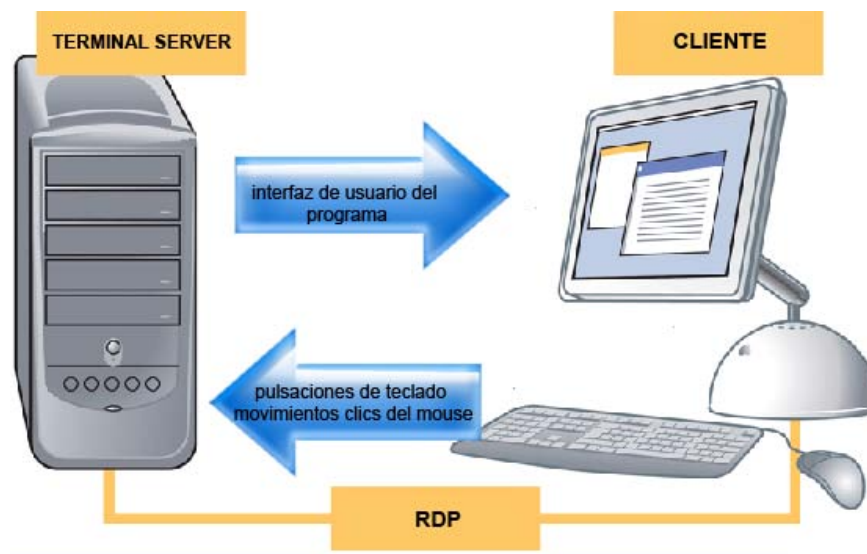 TERMINAL SERVER
CLIENTE
interfaz de usuario del
programa
pulsaciones de teclado
movimientos clics del mouse
RDP